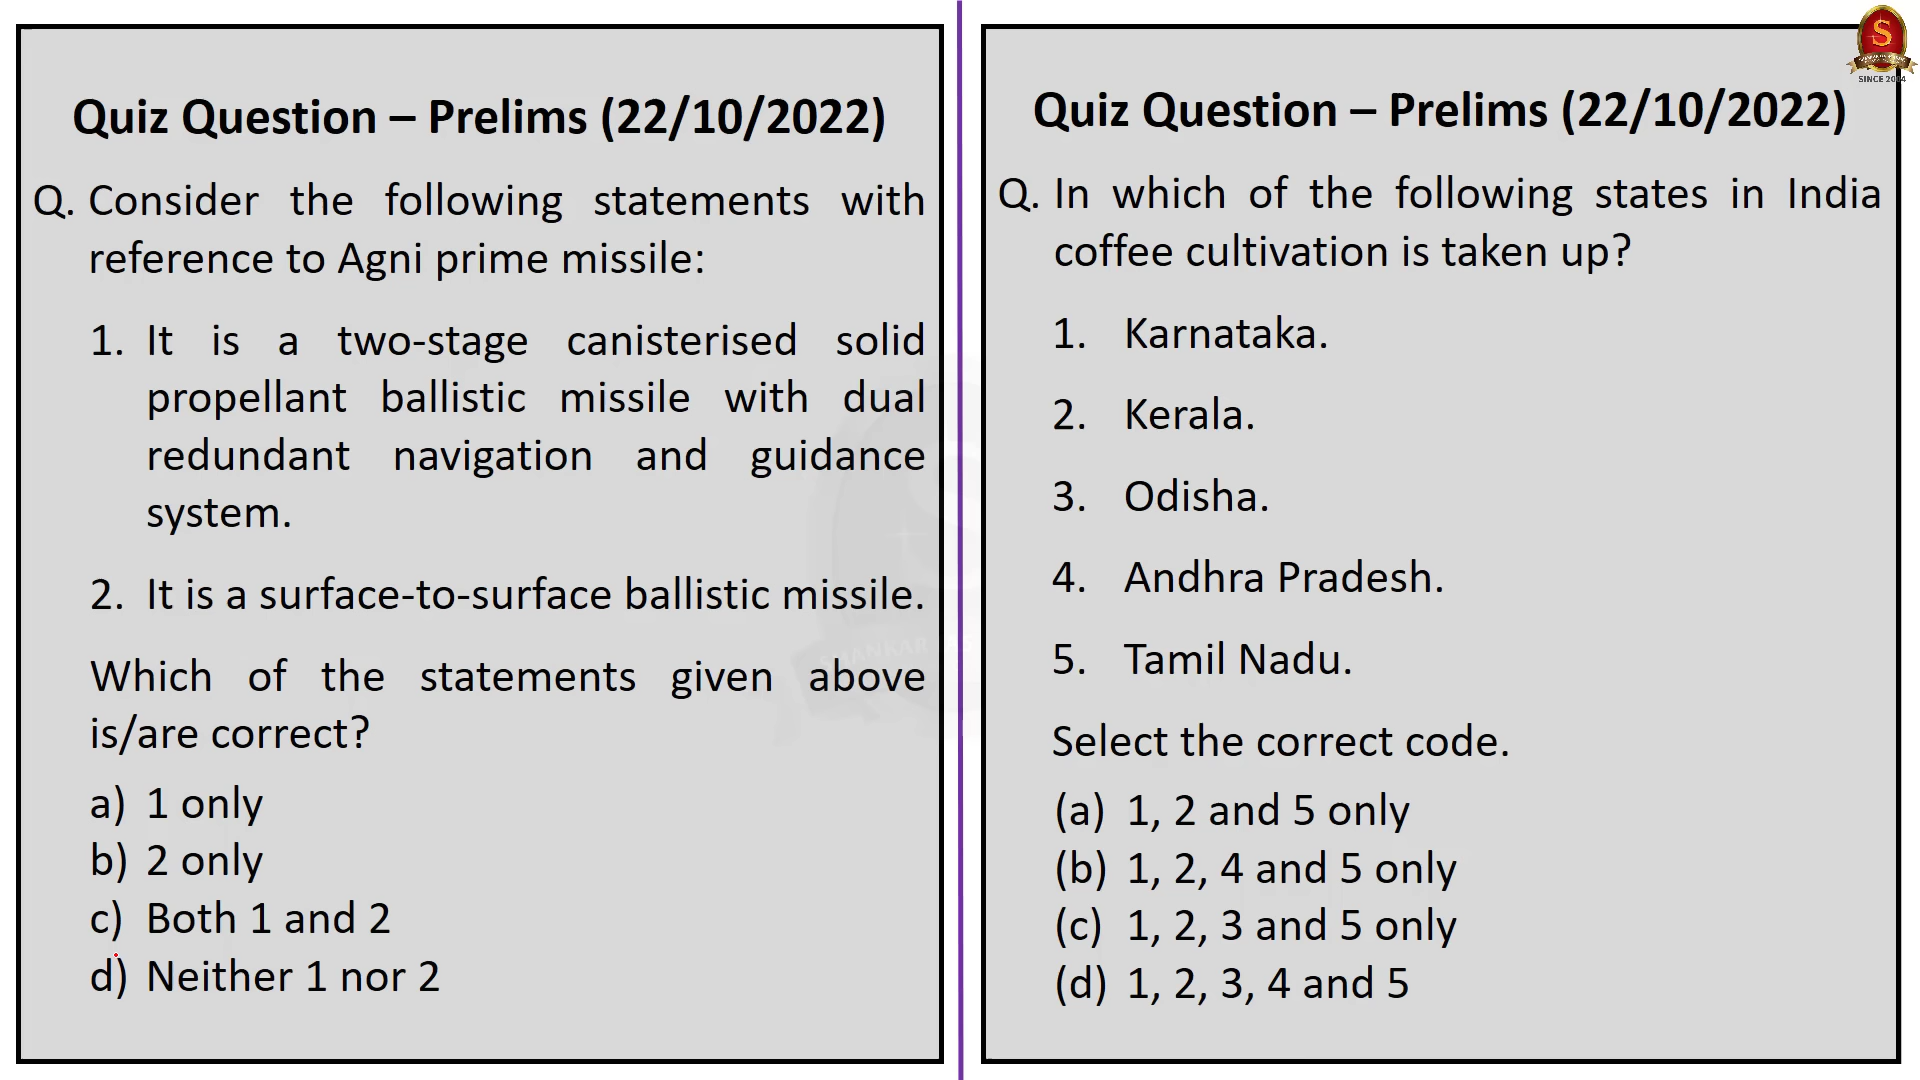 Quiz Question – Prelims (22/10/2022)
Q. Consider the following statements with
reference to Agni prime missile:
1. It is a two-stage canisterised solid
propellant ballistic missile with dual
redundant navigation and guidance
system.
2. It is a surface-to-surface ballistic missile.
Which of the statements given above
is/are correct?
a) 1 only
b) 2 only
c) Both 1 and 2
d) Neither 1 nor 2
Quiz Question – Prelims (22/10/2022)
Q. In which of the following states in India
coffee cultivation is taken up?
1. Karnataka.
2. Kerala.
3. Odisha.
4. Andhra Pradesh.
5. Tamil Nadu.
Select the correct code.
(a) 1, 2 and 5 only
(b) 1, 2, 4 and 5 only
(c) 1, 2, 3 and 5 only
(d) 1, 2, 3, 4 and 5
S
SINCE 2004
SHANKAR IAS